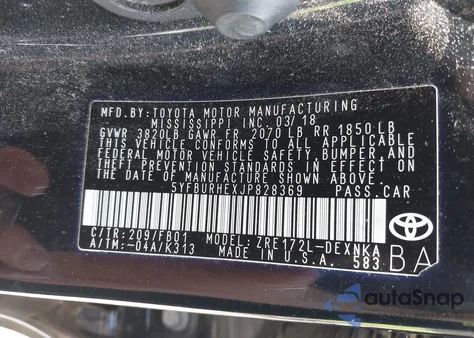 MFD. BY: TOYOTA MOTOR MANUFACTURING
MISSISSIPPI INC. 03/18
GVWR 3820LB GAWR FR. 2070 LB RR 1850 LB
THIS VEHICLE CONFORMS TO ALL APPLICABLE
FEDERAL MOTOR VEHICLE SAFETY, BUMPER, AND
THEFT PREVENTION STANDARDS IN EFFECT ON
THE DATE OF MANUFACTURE SHOWN ABOVE.
5YFBURHEXJP828369 PASS. CAR
C/TR: 209/FB01 MODEL: ZRE172L-DEXNKA
A/TM: -04A/K313 MADE IN U.S.A. 583 BA
TOYOTA
autoSnap